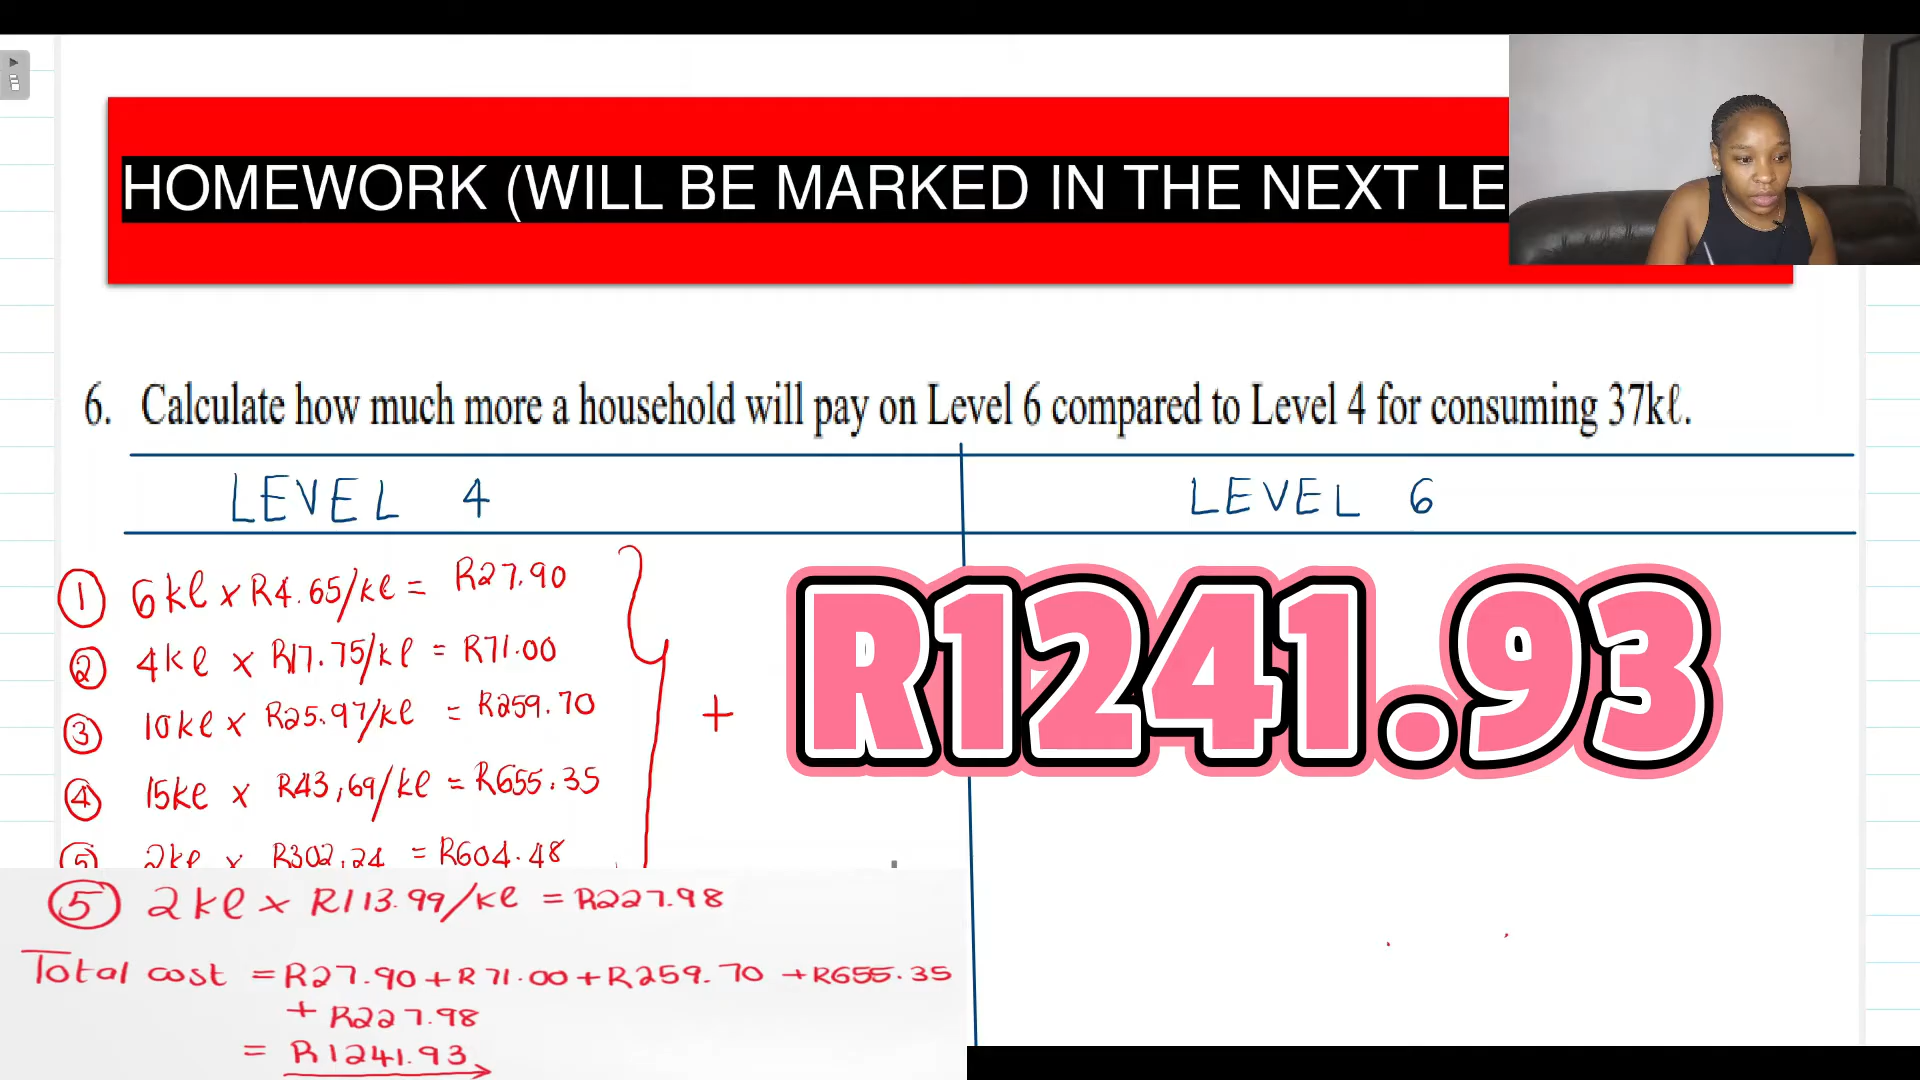 HOMEWORK (WILL BE MARKED IN THE NEXT LE
6. Calculate how much more a household will pay on Level 6 compared to Level 4 for consuming 37kℓ.
LEVEL 4
LEVEL 6
① 6kl x R4.65/kl = R27.90
② 4kl x R17.75/kl = R71.00
③ 10kl x R25.97/kl = R259.70
④ 15kl x R43,69/kl = R655.35
+
R1241.93
⑤ 2kl x R302.24 = R604.48
⑤ 2kl x R113.99/kl = R227.98
Total cost = R27.90 + R71.00 + R259.70 + R655.35
+ R227.98
= R1241.93